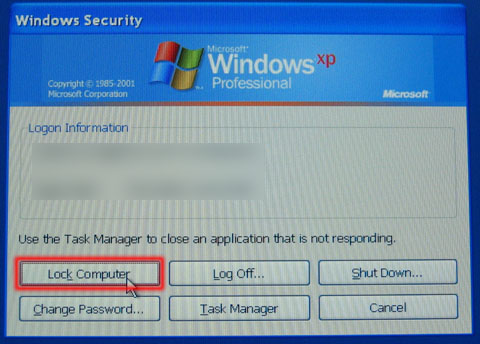 Windows Security
Microsoft®
Windows xp
Professional
Copyright © 1985-2001
Microsoft Corporation
Microsoft
Logon Information
Use the Task Manager to close an application that is not responding.
Lock Computer
Log Off...
Shut Down...
Change Password...
Task Manager
Cancel